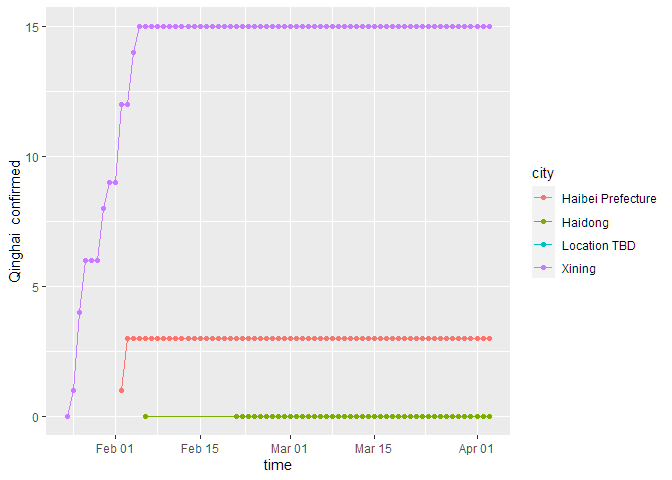 15
10
5
0
Qinghai confirmed
Feb 01
Feb 15
Mar 01
Mar 15
Apr 01
time
city
Haibei Prefecture
Haidong
Location TBD
Xining